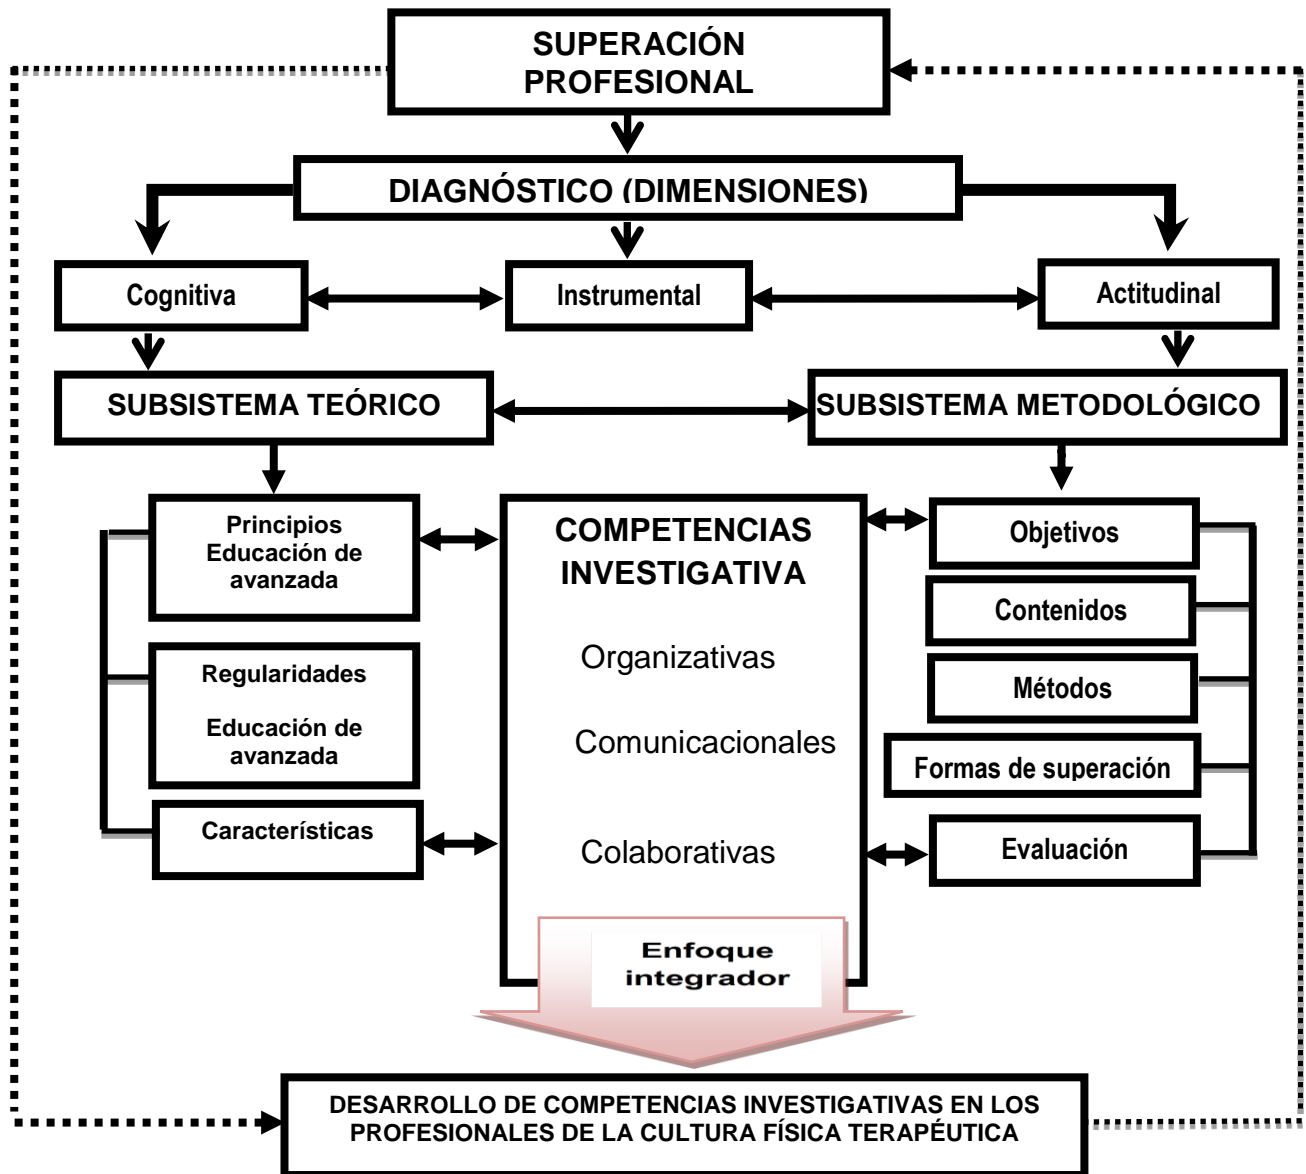 SUPERACIÓN
PROFESIONAL
DIAGNÓSTICO (DIMENSIONES)
Cognitiva
Instrumental
Actitudinal
SUBSISTEMA TEÓRICO
SUBSISTEMA METODOLÓGICO
Principios
Educación de
avanzada
Regularidades
Educación de
avanzada
Características
COMPETENCIAS
INVESTIGATIVA
Organizativas
Comunicacionales
Colaborativas
Objetivos
Contenidos
Métodos
Formas de superación
Evaluación
Enfoque
integrador
DESARROLLO DE COMPETENCIAS INVESTIGATIVAS EN LOS
PROFESIONALES DE LA CULTURA FÍSICA TERAPÉUTICA